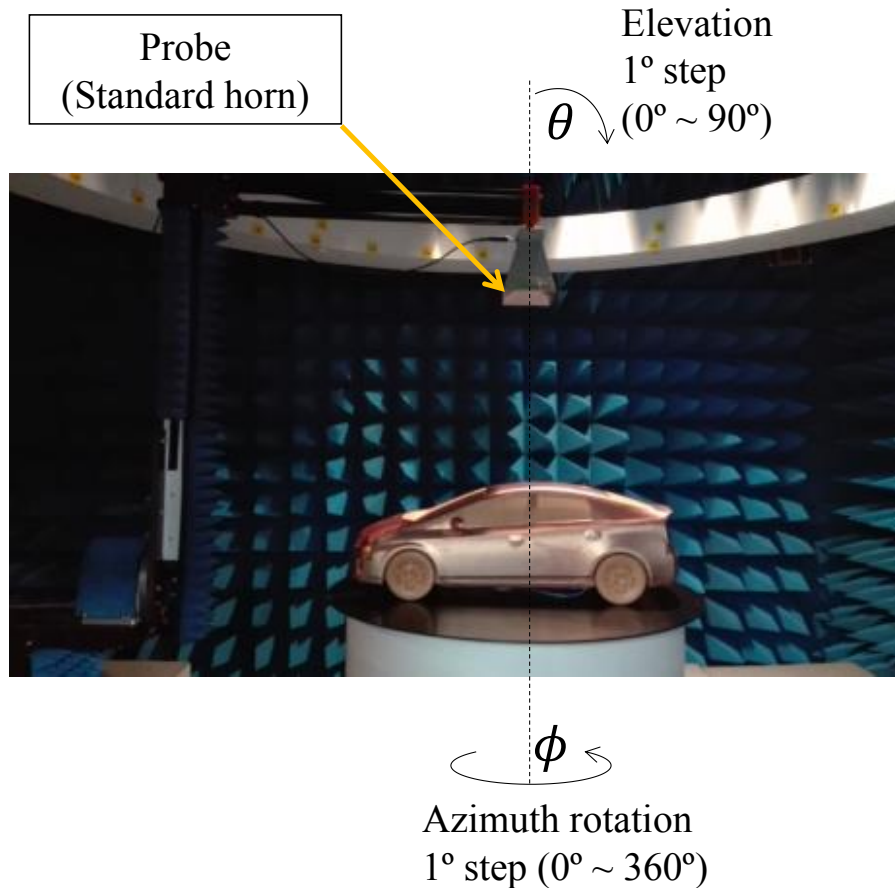 Probe
(Standard horn)
Elevation
1º step
(0º ~ 90º)
θ
ϕ
Azimuth rotation
1º step (0º ~ 360º)